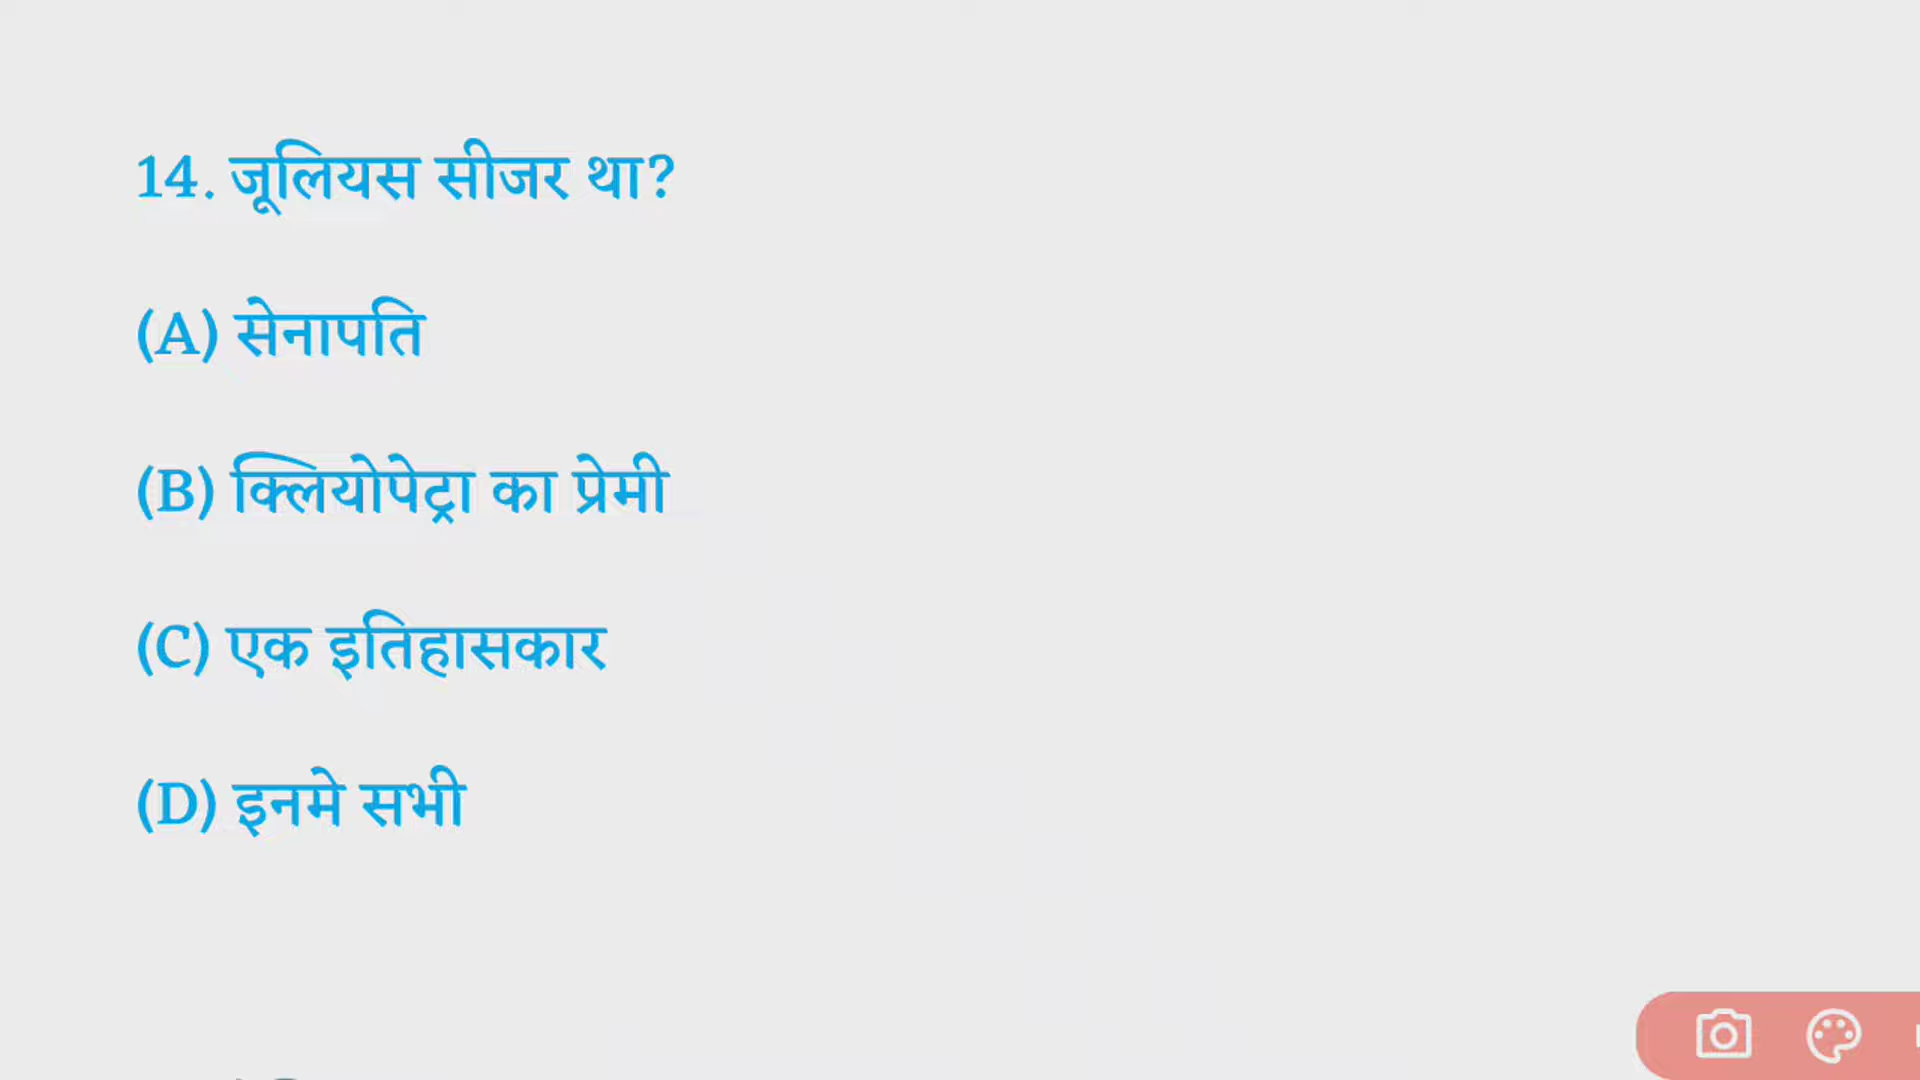 14. जूलियस सीजर था?
(A) सेनापति
(B) क्लियोपेट्रा का प्रेमी
(C) एक इतिहासकार
(D) इनमे सभी